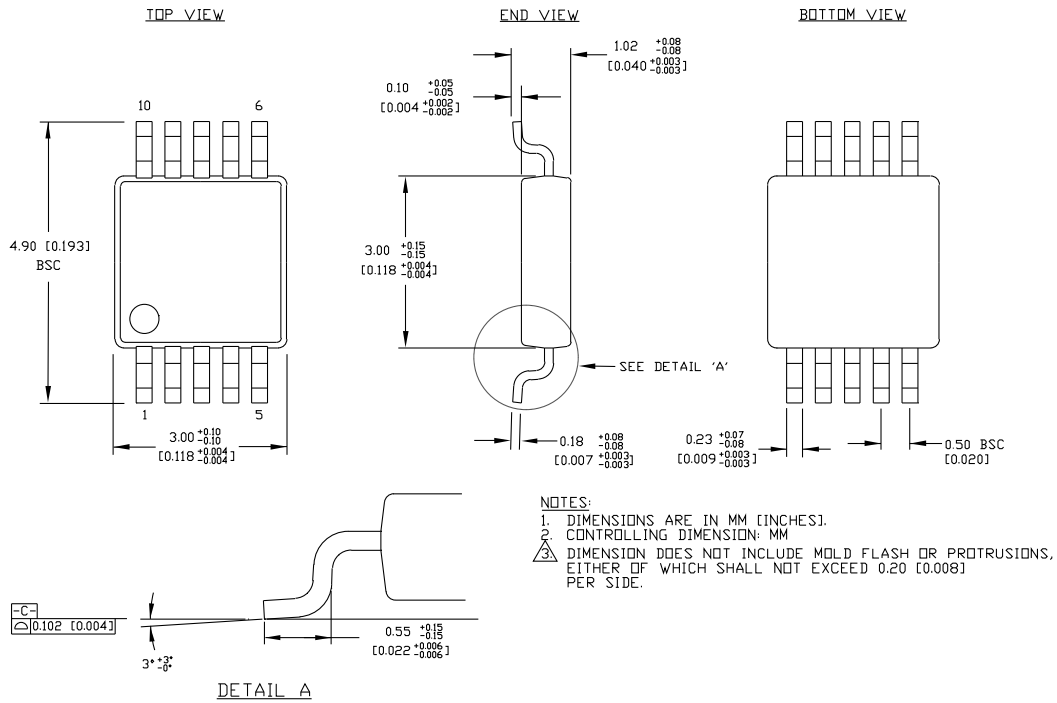 TOP VIEW
END VIEW
BOTTOM VIEW
1.02 +0.08 -0.08
[0.040 +0.003 -0.003]
0.10 +0.05 -0.05
[0.004 +0.002 -0.002]
10
6
4.90 [0.193]
BSC
3.00 +0.15 -0.15
[0.118 +0.004 -0.004]
SEE DETAIL 'A'
1
5
3.00 +0.10 -0.10
[0.118 +0.004 -0.004]
0.18 +0.08 -0.08
[0.007 +0.003 -0.003]
0.23 +0.07 -0.08
[0.009 +0.003 -0.003]
0.50 BSC
[0.020]
NOTES:
1. DIMENSIONS ARE IN MM [INCHES].
2. CONTROLLING DIMENSION: MM
3. DIMENSION DOES NOT INCLUDE MOLD FLASH OR PROTRUSIONS,
EITHER OF WHICH SHALL NOT EXCEED 0.20 [0.008]
PER SIDE.
-C-
0.102 [0.004]
0.55 +0.15 -0.15
[0.022 +0.006 -0.006]
3° +3° -0°
DETAIL A